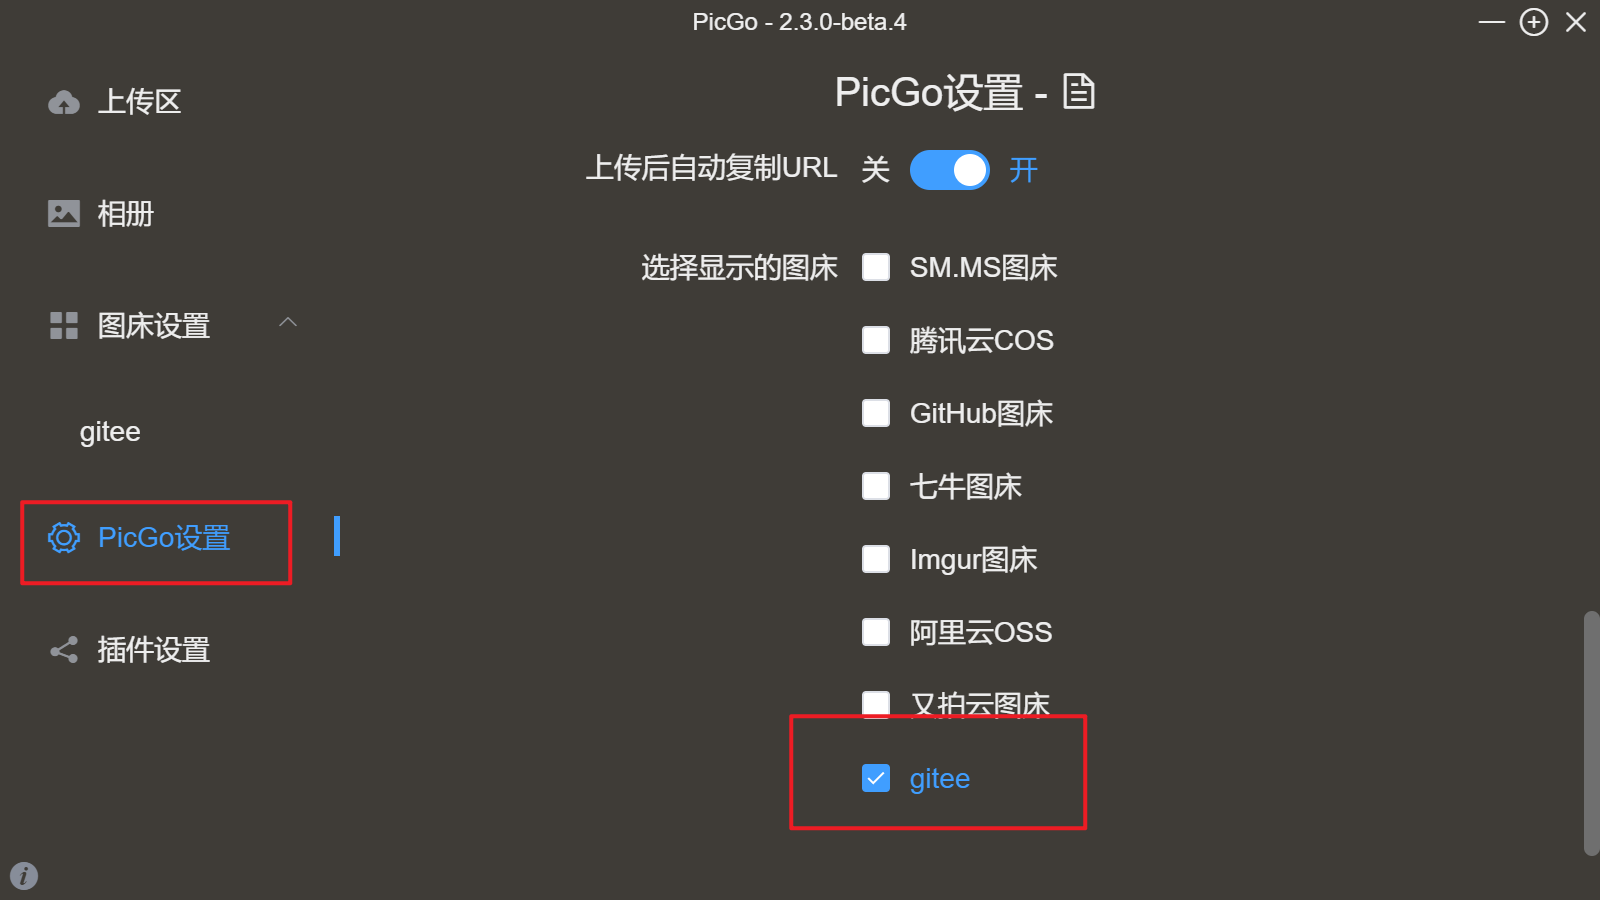 PicGo - 2.3.0-beta.4
上传区
相册
图床设置
gitee
PicGo设置
插件设置
PicGo设置 -
上传后自动复制URL 关 开
选择显示的图床 SM.MS图床
腾讯云COS
GitHub图床
七牛图床
Imgur图床
阿里云OSS
又拍云图床
gitee